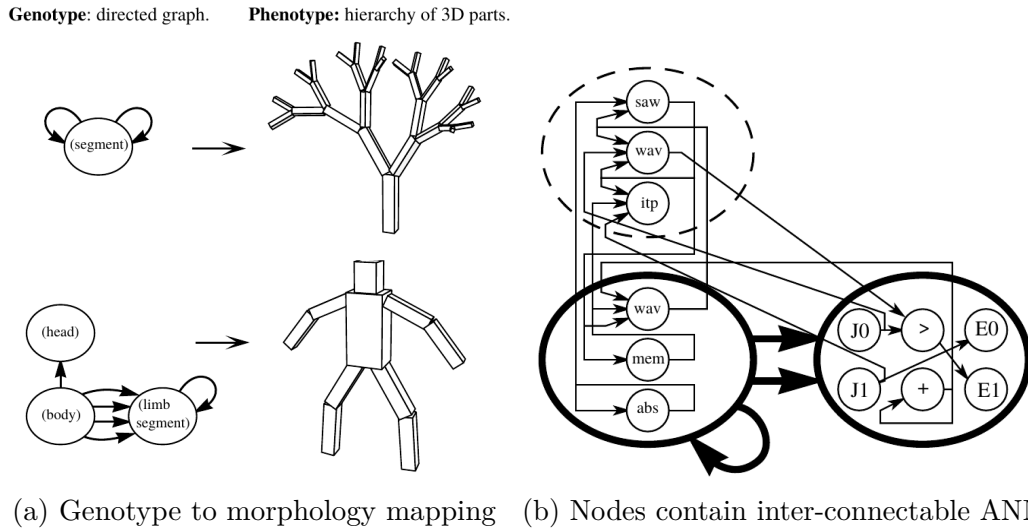 Genotype: directed graph. Phenotype: hierarchy of 3D parts.
(segment)
(head)
(body)
(limb
segment)
saw
wav
itp
wav
mem
abs
J0 > E0
J1 + E1
(a) Genotype to morphology mapping (b) Nodes contain inter-connectable AN